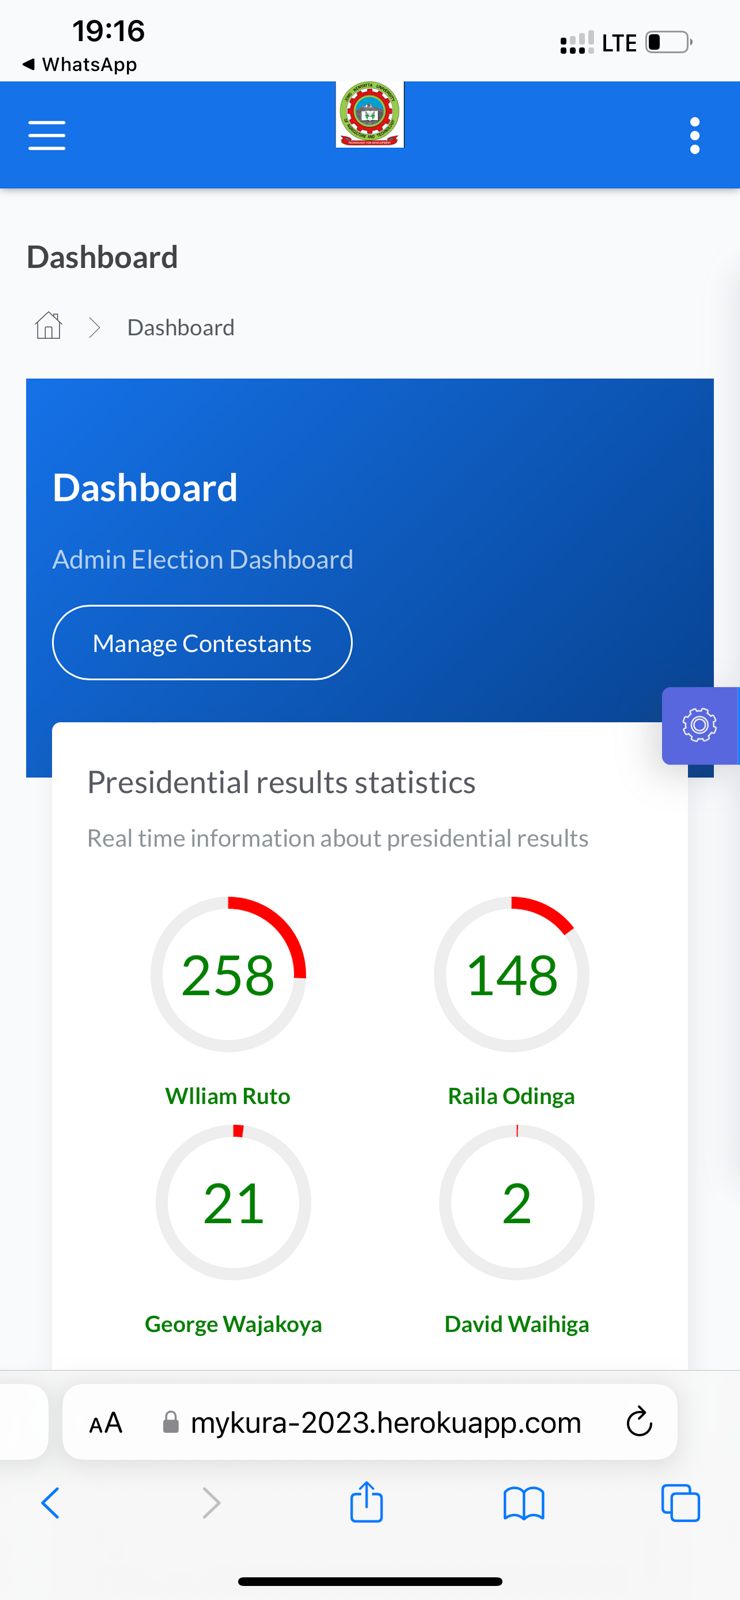 19:16
LTE
WhatsApp
Dashboard
Dashboard
Dashboard
Admin Election Dashboard
Manage Contestants
Presidential results statistics
Real time information about presidential results
258
148
Wlliam Ruto
Raila Odinga
21
2
George Wajakoya
David Waihiga
AA
mykura-2023.herokuapp.com